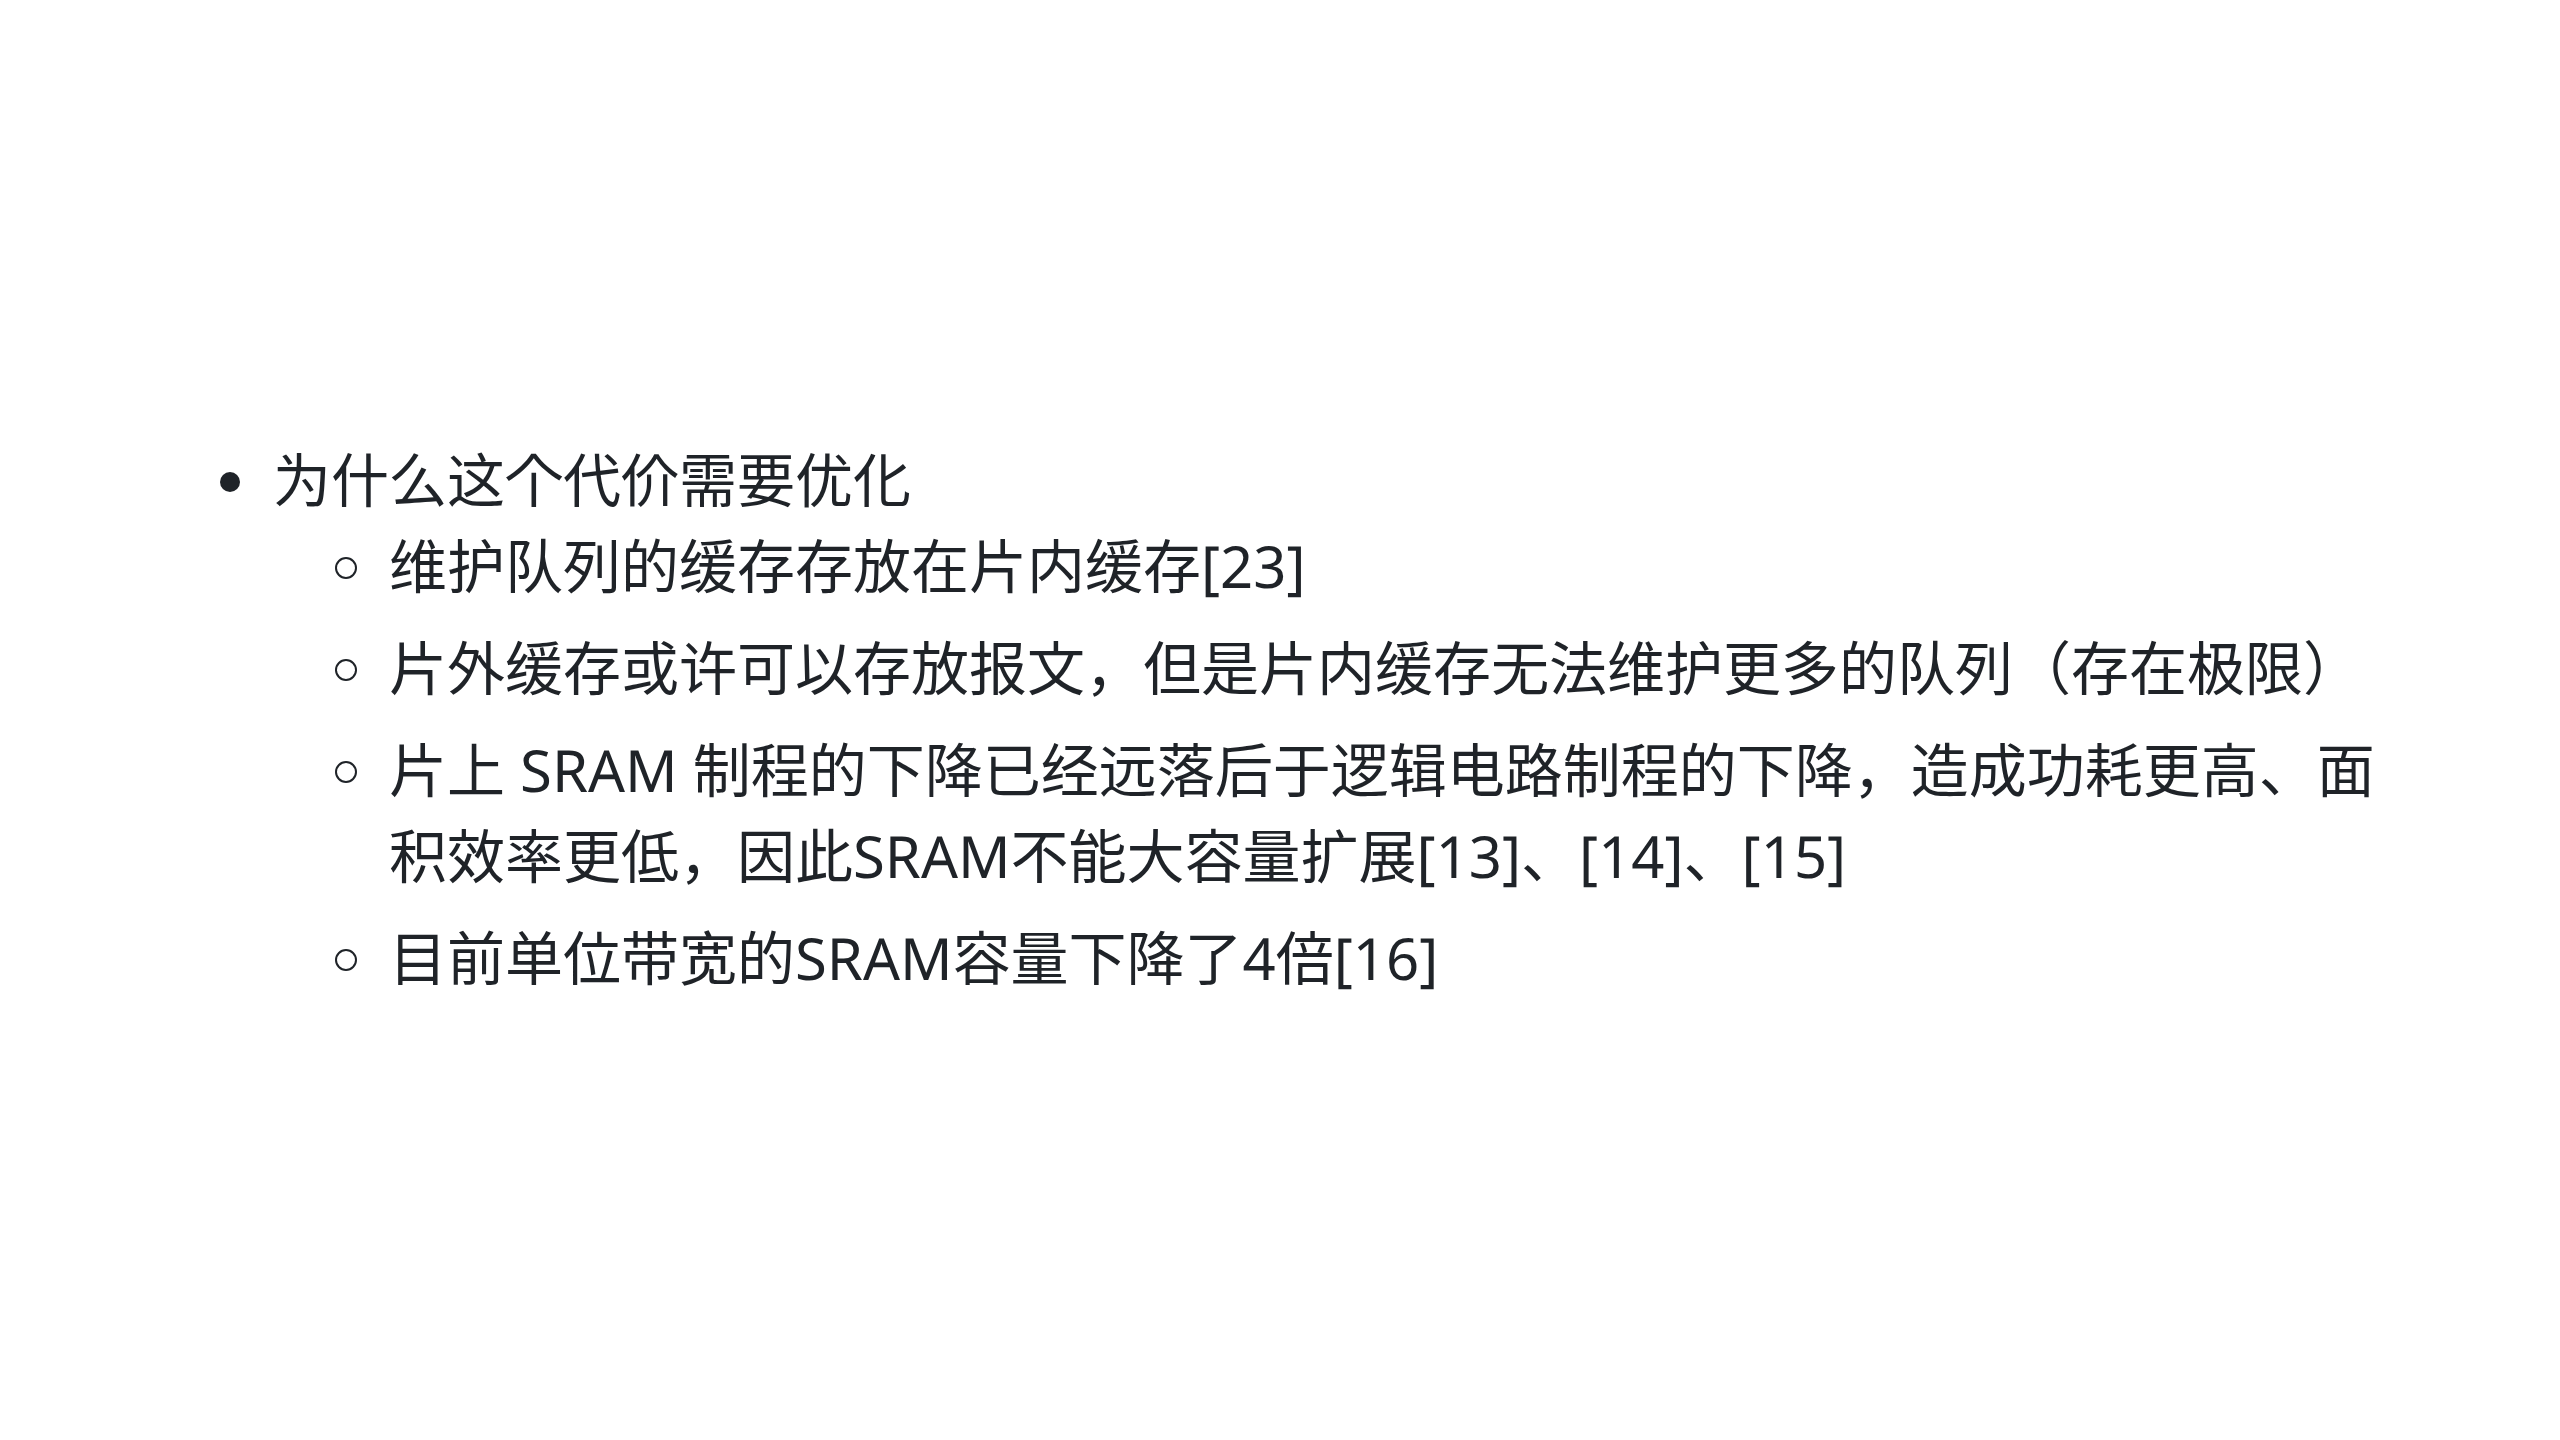 • 为什么这个代价需要优化
○ 维护队列的缓存存放在片内缓存[23]
○ 片外缓存或许可以存放报文，但是片内缓存无法维护更多的队列（存在极限）
○ 片上 SRAM 制程的下降已经远落后于逻辑电路制程的下降，造成功耗更高、面
积效率更低，因此SRAM不能大容量扩展[13]、[14]、[15]
○ 目前单位带宽的SRAM容量下降了4倍[16]